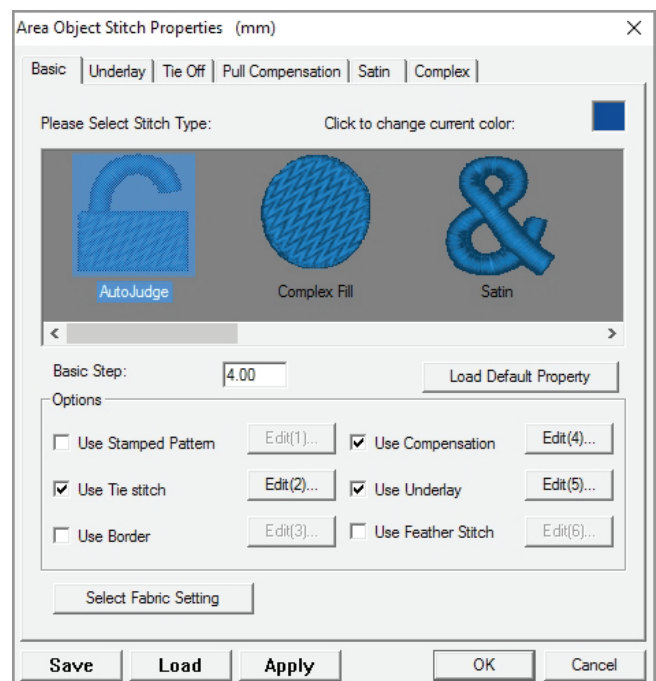 Area Object Stitch Properties (mm)
Basic Underlay Tie Off Pull Compensation Satin Complex
Please Select Stitch Type: Click to change current color:
AutoJudge Complex Fill Satin
Basic Step: 4.00 Load Default Property
Options
Use Stamped Pattern Edit(1)... Use Compensation Edit(4)...
Use Tie stitch Edit(2)... Use Underlay Edit(5)...
Use Border Edit(3)... Use Feather Stitch Edit(6)...
Select Fabric Setting
Save Load Apply OK Cancel